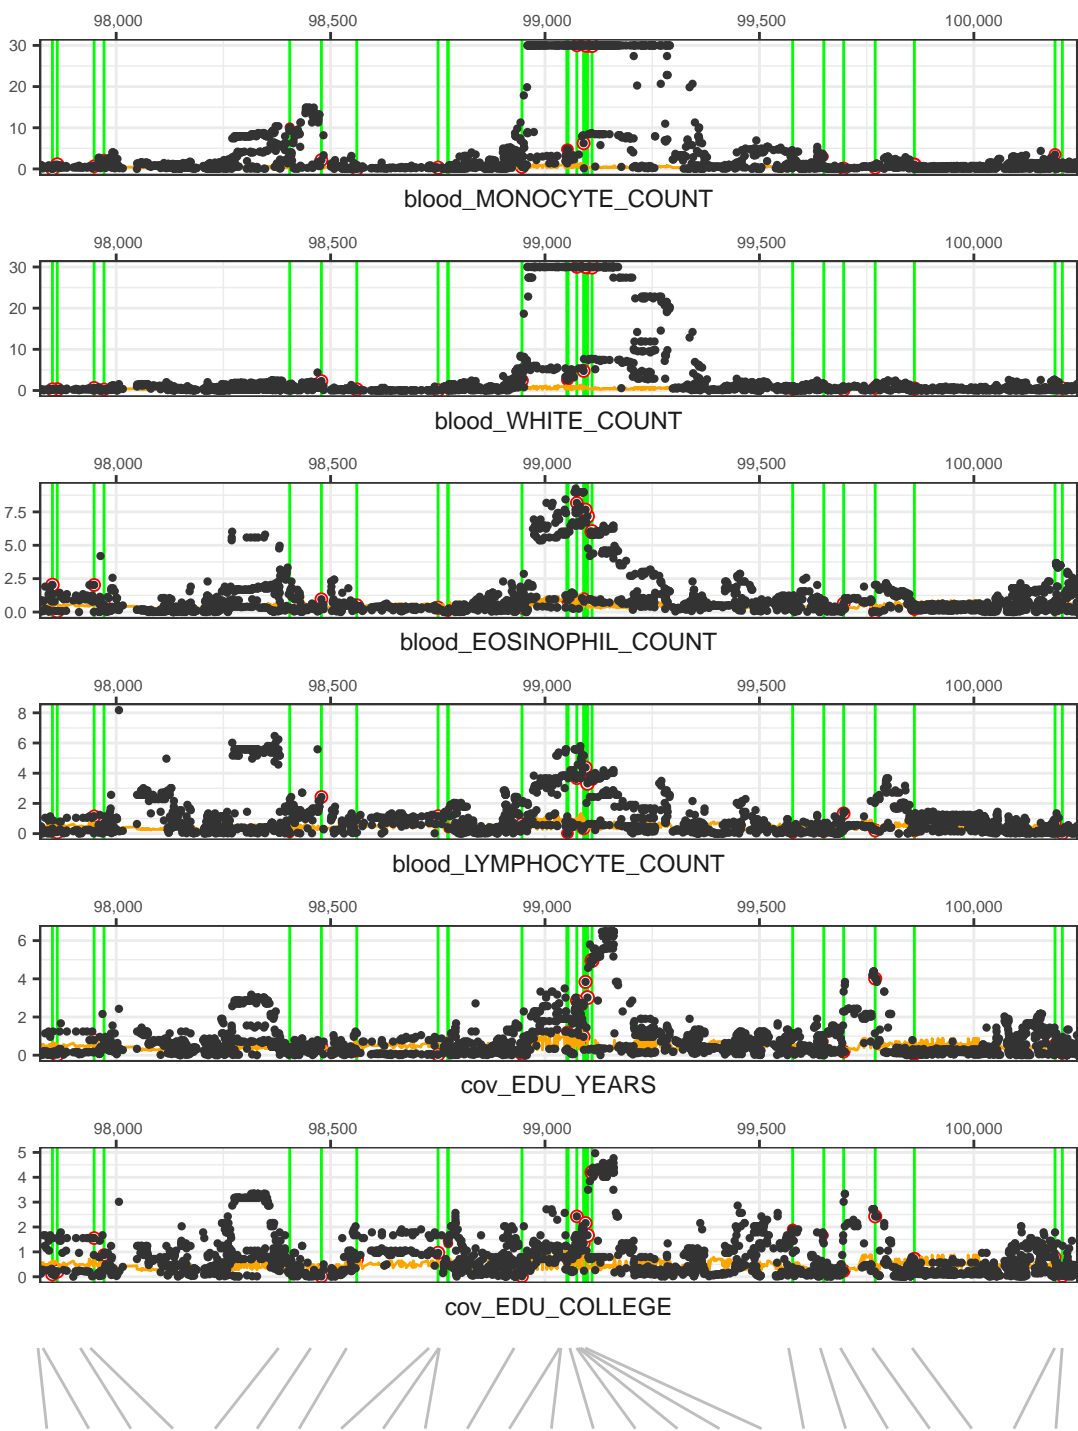 98,000 98,500 99,000 99,500 100,000
30
20
10
0
blood_MONOCYTE_COUNT
98,000 98,500 99,000 99,500 100,000
30
20
10
0
blood_WHITE_COUNT
98,000 98,500 99,000 99,500 100,000
7.5
5.0
2.5
0.0
blood_EOSINOPHIL_COUNT
98,000 98,500 99,000 99,500 100,000
8
6
4
2
0
blood_LYMPHOCYTE_COUNT
98,000 98,500 99,000 99,500 100,000
6
4
2
0
cov_EDU_YEARS
98,000 98,500 99,000 99,500 100,000
5
4
3
2
1
0
cov_EDU_COLLEGE